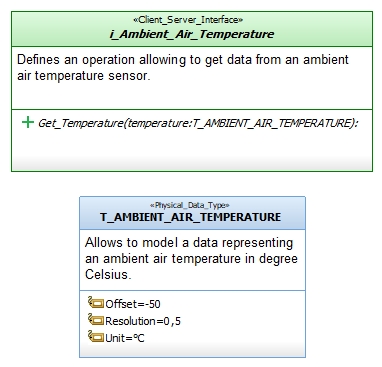 «Client_Server_Interface»
i_Ambient_Air_Temperature
Defines an operation allowing to get data from an ambient
air temperature sensor.
+ Get_Temperature(temperature:T_AMBIENT_AIR_TEMPERATURE):
«Physical_Data_Type»
T_AMBIENT_AIR_TEMPERATURE
Allows to model a data representing
an ambient air temperature in degree
Celsius.
Offset=-50
Resolution=0,5
Unit=°C